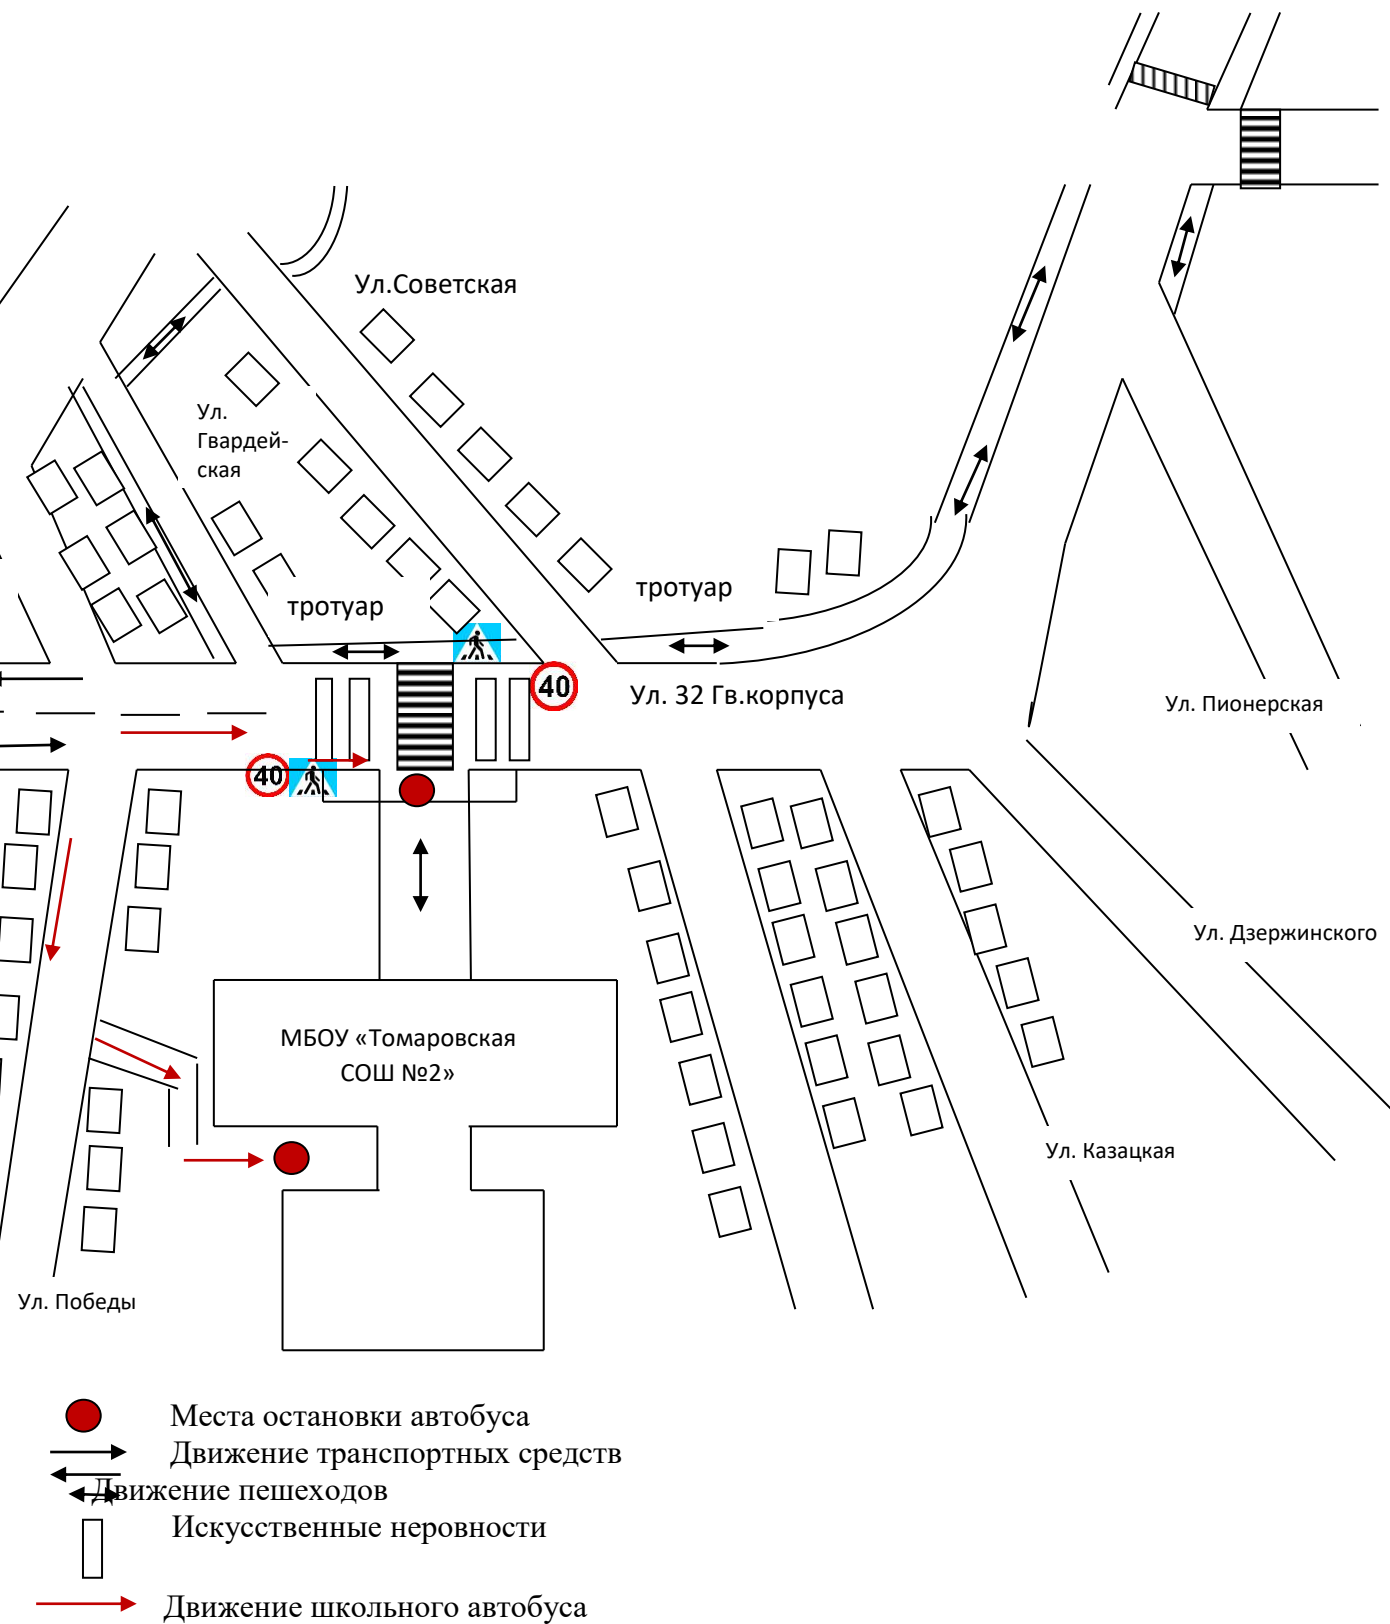 Ул.Советская
Ул.
Гвардей-
ская
тротуар
тротуар
40
Ул. 32 Гв.корпуса
Ул. Пионерская
40
Ул. Дзержинского
МБОУ «Томаровская
СОШ №2»
Ул. Казацкая
Ул. Победы
Места остановки автобуса
Движение транспортных средств
Движение пешеходов
Искусственные неровности
Движение школьного автобуса